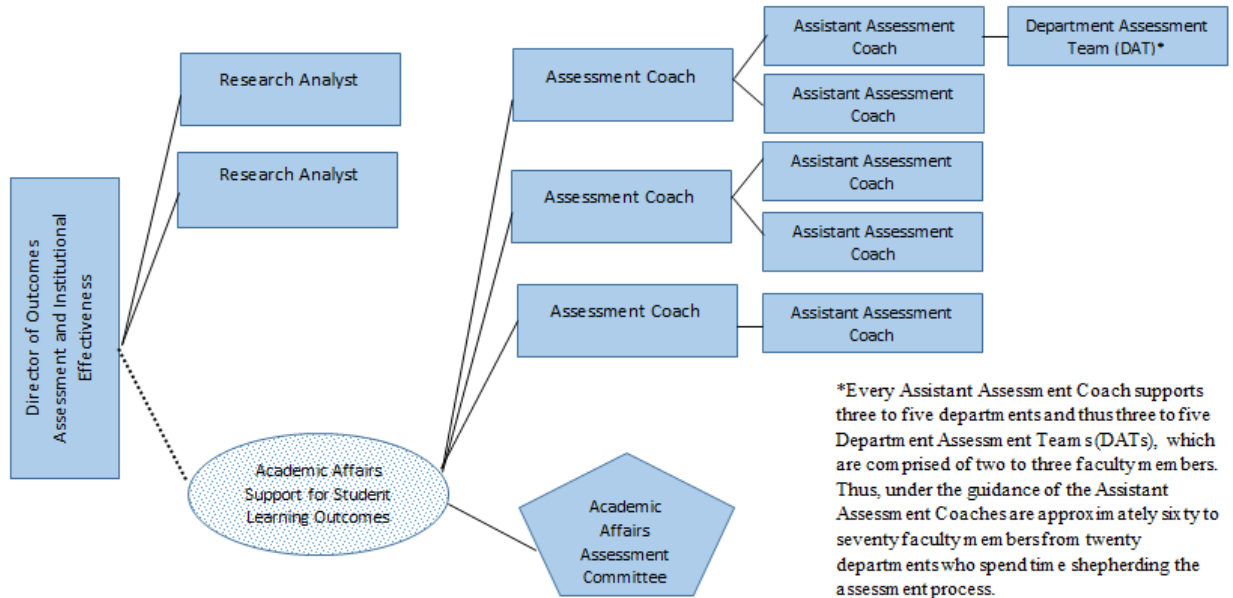 Director of Outcomes
Assessment and Institutional
Effectiveness
Research Analyst
Research Analyst
Academic Affairs
Support for Student
Learning Outcomes
Assessment Coach
Assessment Coach
Assessment Coach
Academic
Affairs
Assessment
Committee
Assistant Assessment
Coach
Assistant Assessment
Coach
Assistant Assessment
Coach
Assistant Assessment
Coach
Assistant Assessment
Coach
Department Assessment
Team (DAT)*
*Every Assistant Assessment Coach supports
three to five departments and thus three to five
Department Assessment Teams (DATs), which
are comprised of two to three faculty members.
Thus, under the guidance of the Assistant
Assessment Coaches are approximately sixty to
seventy faculty members from twenty
departments who spend time shepherding the
assessment process.